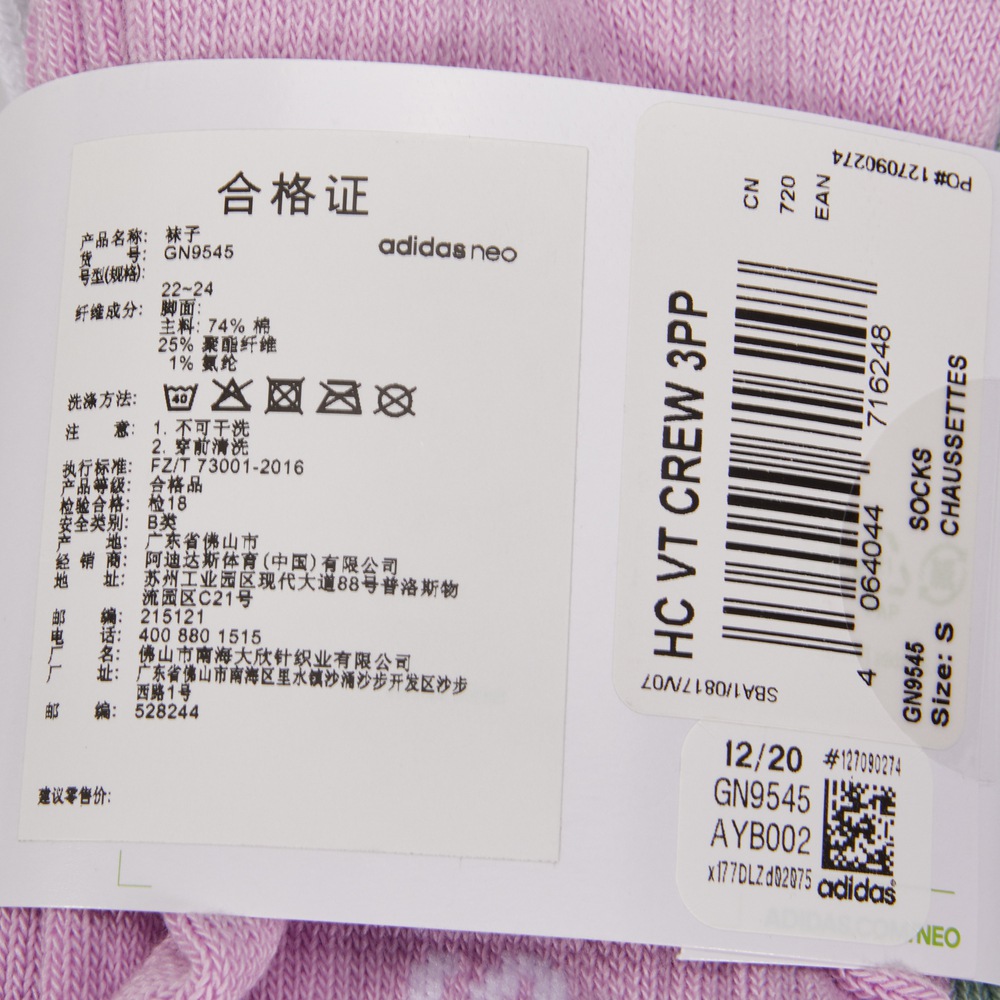 合格证
adidas neo
产品名称: 袜子
货 号: GN9545
号型(规格):
22~24
纤维成分: 脚面:
主料: 74% 棉
25% 聚酯纤维
1% 氨纶
洗涤方法: 40
注 意: 1. 不可干洗
2. 穿前清洗
执行标准: FZ/T 73001-2016
产品等级: 合格品
检验合格: 检18
安全类别: B类
产 地: 广东省佛山市
经 销 商: 阿迪达斯体育(中国)有限公司
地 址: 苏州工业园区现代大道88号普洛斯物
流园区C21号
邮 编: 215121
电 话: 400 880 1515
厂 名: 佛山市南海大欣针织业有限公司
厂 址: 广东省佛山市南海区里水镇沙涌沙步开发区沙步
西路1号
邮 编: 528244
建议零售价:
PO# 127090274
CN
720
EAN
HC VT CREW 3PP
4 064044 716248
SOCKS
CHAUSSETTES
GN9545
Size: S
SBA1/0817/V07
12/20 #127090274
GN9545
AYB002
x177DLZd02075
adidas
ADIDAS.COM/NEO